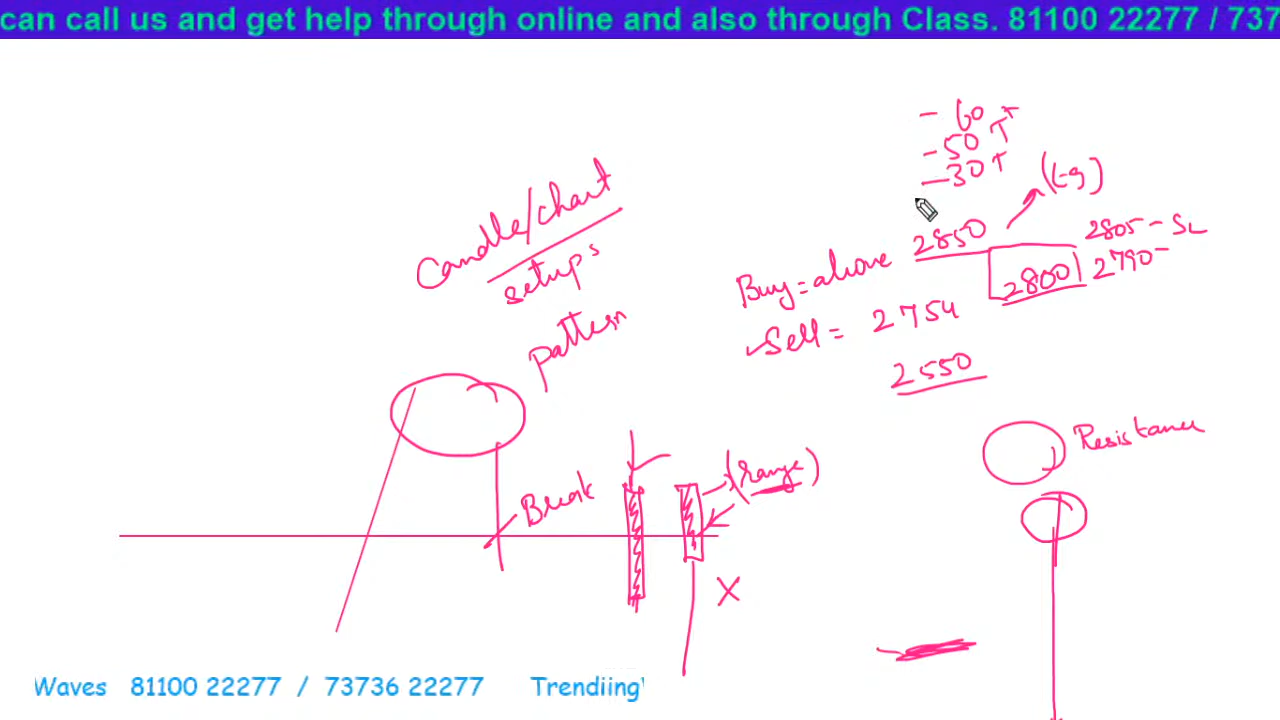 can call us and get help through online and also through Class. 81100 22277 / 737
- 60 T
- 50 T
- 30 T
(Eg)
Candle/chart
setups
pattern
Buy = above 2850
2800
2805 - SL
2790 -
Sell = 2754
2550
Resistance
Break
(range)
X
Waves 81100 22277 / 73736 22277 Trendiing